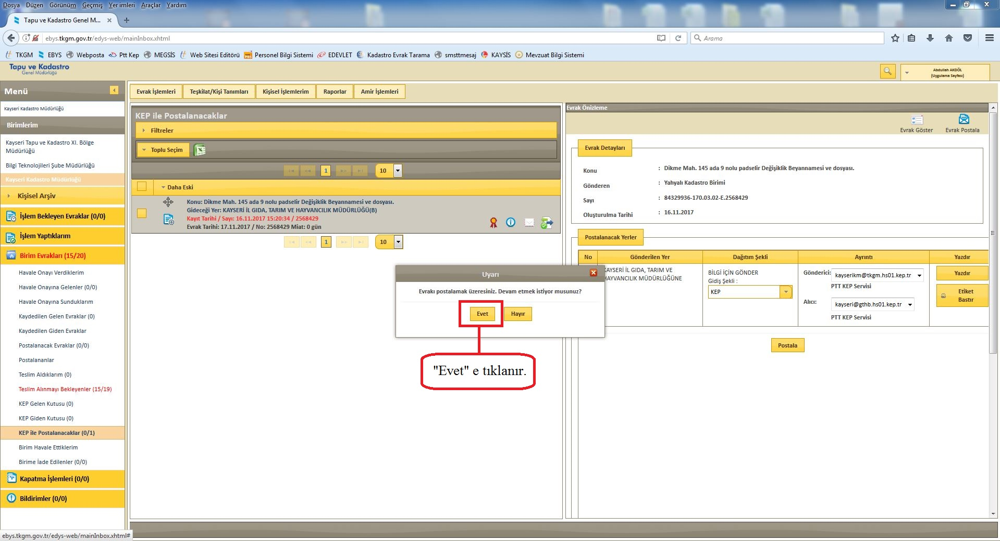 Dosya Düzen Görünüm Geçmiş Yer imleri Araçlar Yardım
Tapu ve Kadastro Genel M... × +
ebys.tkgm.gov.tr/edys-web/mainInbox.xhtml
Arama
TKGM EBYS Webposta Ptt Kep MEGSİS Web Sitesi Editörü PBS Personel Bilgi Sistemi EDEVLET Kadastro Evrak Tarama smsttmesaj KAYSİS Mevzuat Bilgi Sistemi
Tapu ve Kadastro
Genel Müdürlüğü
Abdullah AKDÖL
(Uygulama Sayfası)
Menü
Kayseri Kadastro Müdürlüğü
Birimlerim
Kayseri Tapu ve Kadastro XI. Bölge
Müdürlüğü
Bilgi Teknolojileri Şube Müdürlüğü
Kayseri Kadastro Müdürlüğü
Kişisel Arşiv
İşlem Bekleyen Evraklar (0/0)
İşlem Yaptıklarım
Birim Evrakları (15/20)
Havale Onayı Verdiklerim
Havale Onayına Gelenler (0/0)
Havale Onayına Sunduklarım
Kaydedilen Gelen Evraklar (0)
Kaydedilen Giden Evraklar
Postalanacak Evraklar (0/0)
Postalananlar
Teslim Aldıklarım (0)
Teslim Alınmayı Bekleyenler (15/19)
KEP Gelen Kutusu (0)
KEP Giden Kutusu (0)
KEP ile Postalanacaklar (0/1)
Birim Havale Ettiklerim
Birime İade Edilenler (0/0)
Kapatma İşlemleri (0/0)
Bildirimler (0/0)
ebys.tkgm.gov.tr/edys-web/mainInbox.xhtml#
Evrak İşlemleri Teşkilat/Kişi Tanımları Kişisel İşlemlerim Raporlar Amir İşlemleri
KEP ile Postalanacaklar
Filtreler
Toplu Seçim
1 10
Daha Eski
Konu: Dikme Mah. 145 ada 9 nolu padselir Değişiklik Beyannamesi ve dosyası.
Gideceği Yer: KAYSERİ İL GIDA, TARIM VE HAYVANCILIK MÜDÜRLÜĞÜ(B)
Kayıt Tarihi / Sayı: 16.11.2017 15:20:34 / 2568429
Evrak Tarihi: 17.11.2017 / No: 2568429 Miat: 0 gün
1 10
Uyarı
Evrakı postalamak üzeresiniz. Devam etmek istiyor musunuz?
Evet Hayır
"Evet" e tıklanır.
Evrak Önizleme
Evrak Göster Evrak Postala
Evrak Detayları
Konu : Dikme Mah. 145 ada 9 nolu padselir Değişiklik Beyannamesi ve dosyası.
Gönderen : Yahyalı Kadastro Birimi
Sayı : 84329936-170.03.02-E.2568429
Oluşturulma Tarihi : 16.11.2017
Postalanacak Yerler
No Gönderilen Yer Dağıtım Şekli Ayrıntı Yazdır
KAYSERİ İL GIDA, TARIM VE
HAYVANCILIK MÜDÜRLÜĞÜNE
BİLGİ İÇİN GÖNDER
Gidiş Şekli :
KEP
Gönderici: kayserikm@tkgm.hs01.kep.tr
PTT KEP Servisi
Alıcı: kayseri@gthb.hs01.kep.tr
PTT KEP Servisi
Yazdır
Etiket
Bastır
Postala